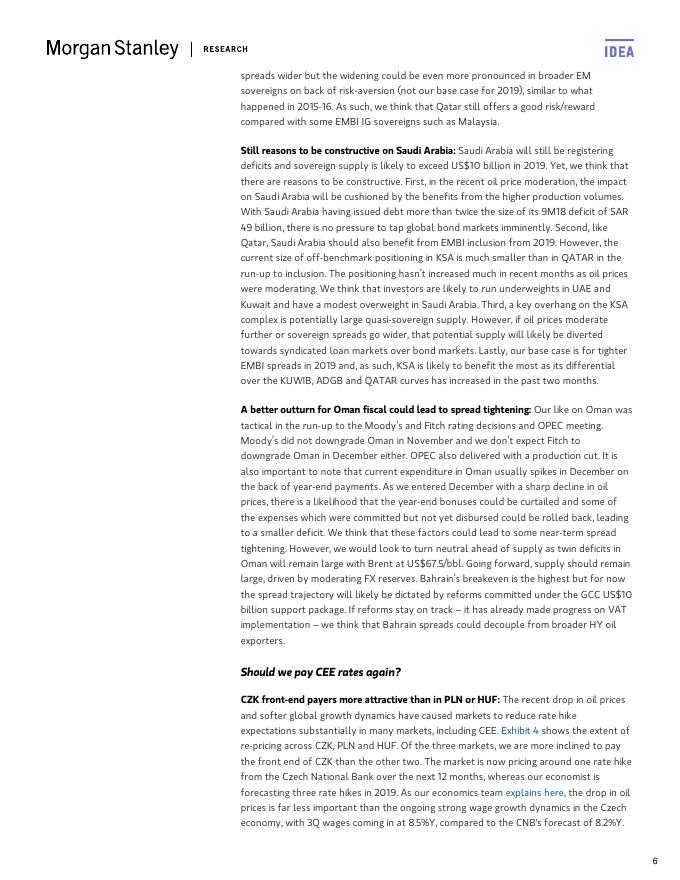 Morgan Stanley | RESEARCH
IDEA
spreads wider but the widening could be even more pronounced in broader EM
sovereigns on back of risk-aversion (not our base case for 2019), similar to what
happened in 2015-16. As such, we think that Qatar still offers a good risk/reward
compared with some EMBI IG sovereigns such as Malaysia.
Still reasons to be constructive on Saudi Arabia: Saudi Arabia will still be registering
deficits and sovereign supply is likely to exceed US$10 billion in 2019. Yet, we think that
there are reasons to be constructive. First, in the recent oil price moderation, the impact
on Saudi Arabia will be cushioned by the benefits from the higher production volumes.
With Saudi Arabia having issued debt more than twice the size of its 9M18 deficit of SAR
49 billion, there is no pressure to tap global bond markets imminently. Second, like
Qatar, Saudi Arabia should also benefit from EMBI inclusion from 2019. However, the
current size of off-benchmark positioning in KSA is much smaller than in QATAR in the
run-up to inclusion. The positioning hasn't increased much in recent months as oil prices
were moderating. We think that investors are likely to run underweights in UAE and
Kuwait and have a modest overweight in Saudi Arabia. Third, a key overhang on the KSA
complex is potentially large quasi-sovereign supply. However, if oil prices moderate
further or sovereign spreads go wider, that potential supply will likely be diverted
towards syndicated loan markets over bond markets. Lastly, our base case is for tighter
EMBI spreads in 2019 and, as such, KSA is likely to benefit the most as its differential
over the KUWIB, ADGB and QATAR curves has increased in the past two months.
A better outturn for Oman fiscal could lead to spread tightening: Our like on Oman was
tactical in the run-up to the Moody's and Fitch rating decisions and OPEC meeting.
Moody's did not downgrade Oman in November and we don't expect Fitch to
downgrade Oman in December either. OPEC also delivered with a production cut. It is
also important to note that current expenditure in Oman usually spikes in December on
the back of year-end payments. As we entered December with a sharp decline in oil
prices, there is a likelihood that the year-end bonuses could be curtailed and some of
the expenses which were committed but not yet disbursed could be rolled back, leading
to a smaller deficit. We think that these factors could lead to some near-term spread
tightening. However, we would look to turn neutral ahead of supply as twin deficits in
Oman will remain large with Brent at US$67.5/bbl. Going forward, supply should remain
large, driven by moderating FX reserves. Bahrain's breakeven is the highest but for now
the spread trajectory will likely be dictated by reforms committed under the GCC US$10
billion support package. If reforms stay on track – it has already made progress on VAT
implementation – we think that Bahrain spreads could decouple from broader HY oil
exporters.
Should we pay CEE rates again?
CZK front-end payers more attractive than in PLN or HUF: The recent drop in oil prices
and softer global growth dynamics have caused markets to reduce rate hike
expectations substantially in many markets, including CEE. Exhibit 4 shows the extent of
re-pricing across CZK, PLN and HUF. Of the three markets, we are more inclined to pay
the front end of CZK than the other two. The market is now pricing around one rate hike
from the Czech National Bank over the next 12 months, whereas our economist is
forecasting three rate hikes in 2019. As our economics team explains here, the drop in oil
prices is far less important than the ongoing strong wage growth dynamics in the Czech
economy, with 3Q wages coming in at 8.5%Y, compared to the CNB's forecast of 8.2%Y.
6